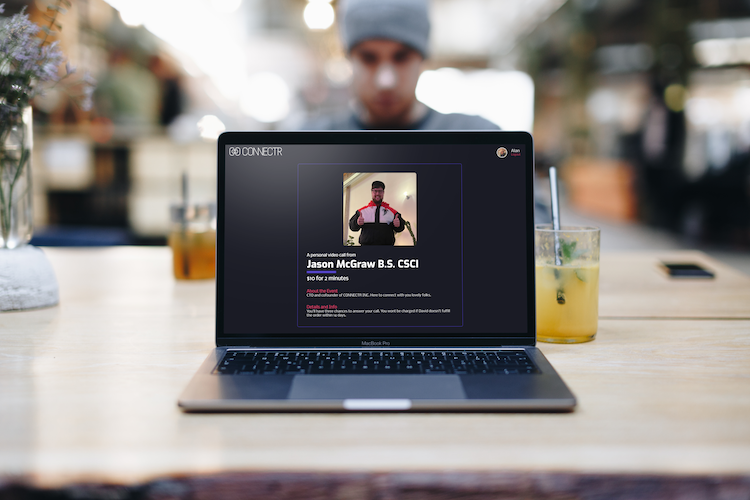 CONNECTR
Alan
A personal video call from
Jason McGraw B.S. CSCI
$10 for 2 minutes
About the Event
CTO and cofounder of CONNECTR INC. Here to connect with you lovely folks.
Details and Info
You'll have three chances to answer your call. You wont be charged if David doesn't fulfill
the order within 14 days.
MacBook Pro